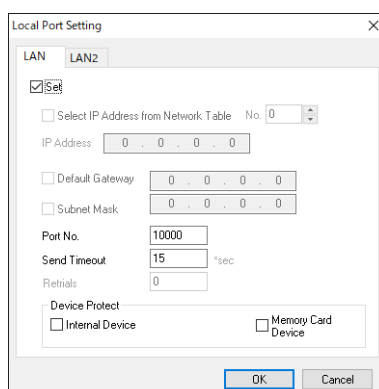 Local Port Setting
LAN LAN2
Set
Select IP Address from Network Table No. 0
IP Address 0 . 0 . 0 . 0
Default Gateway 0 . 0 . 0 . 0
Subnet Mask 0 . 0 . 0 . 0
Port No. 10000
Send Timeout 15 *sec
Retrials 0
Device Protect
Internal Device
Memory Card
Device
OK Cancel